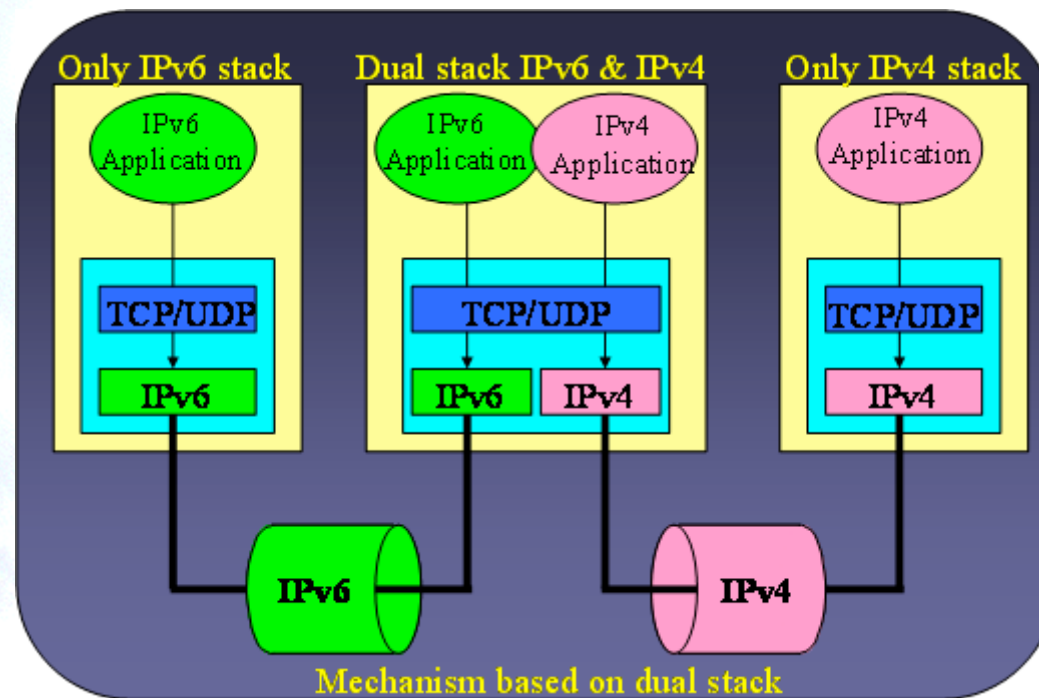 Only IPv6 stack
Dual stack IPv6 & IPv4
Only IPv4 stack
IPv6
Application
IPv6
Application
IPv4
Application
IPv4
Application
TCP/UDP
TCP/UDP
TCP/UDP
IPv6
IPv6
IPv4
IPv4
IPv6
IPv4
Mechanism based on dual stack